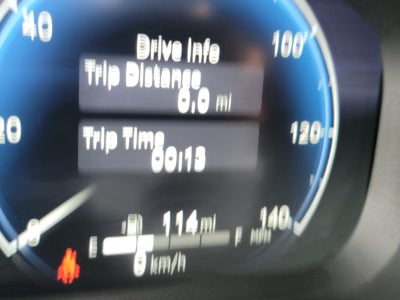 40
Drive Info
100
Trip Distance
0.0 mi
20
Trip Time
00:13
120
114 mi
140
0
E
F
MPH
0 km/h